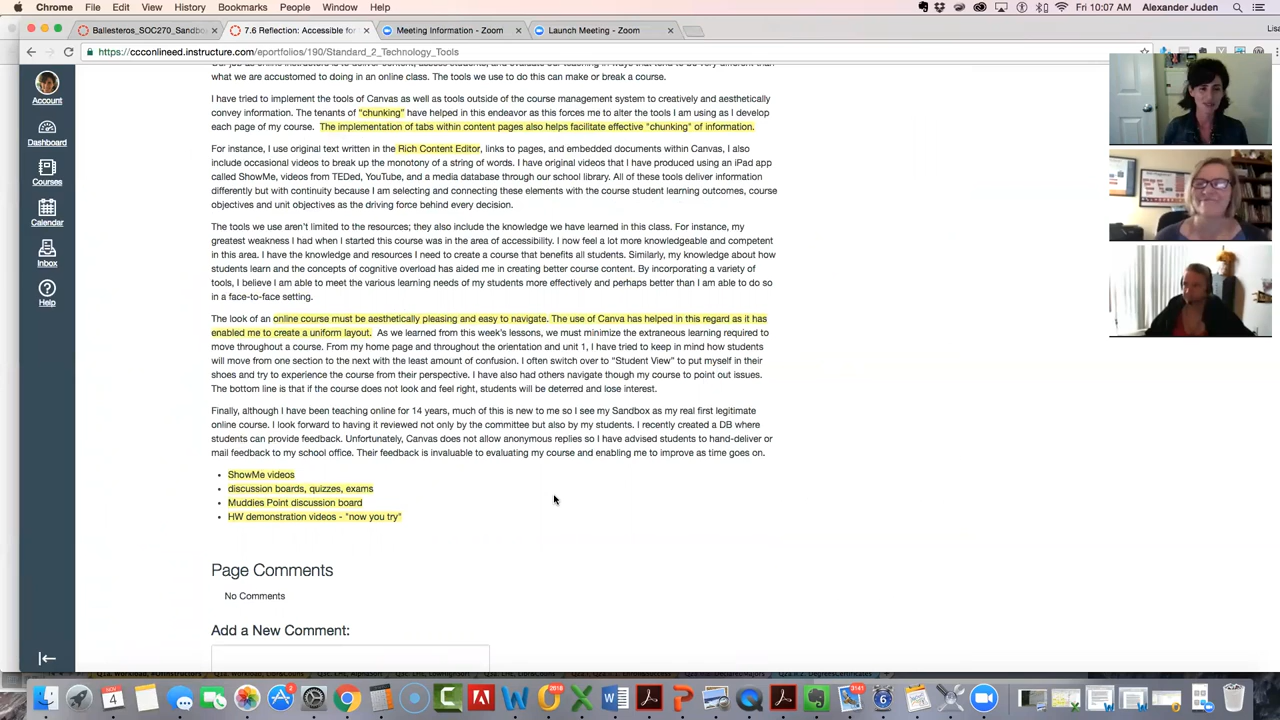 Chrome File Edit View History Bookmarks People Window Help
Fri 10:07 AM Alexander Juden
Ballesteros_SOC270_Sandbo
7.6 Reflection: Accessible for
Meeting Information - Zoom
Launch Meeting - Zoom
Lisa
https://ccconlineed.instructure.com/eportfolios/190/Standard_2_Technology_Tools
Account
Dashboard
Courses
Calendar
Inbox
Help
what we are accustomed to doing in an online class. The tools we use to do this can make or break a course.
I have tried to implement the tools of Canvas as well as tools outside of the course management system to creatively and aesthetically
convey information. The tenants of "chunking" have helped in this endeavor as this forces me to alter the tools I am using as I develop
each page of my course. The implementation of tabs within content pages also helps facilitate effective "chunking" of information.
For instance, I use original text written in the Rich Content Editor, links to pages, and embedded documents within Canvas, I also
include occasional videos to break up the monotony of a string of words. I have original videos that I have produced using an iPad app
called ShowMe, videos from TEDed, YouTube, and a media database through our school library. All of these tools deliver information
differently but with continuity because I am selecting and connecting these elements with the course student learning outcomes, course
objectives and unit objectives as the driving force behind every decision.
The tools we use aren't limited to the resources; they also include the knowledge we have learned in this class. For instance, my
greatest weakness I had when I started this course was in the area of accessibility. I now feel a lot more knowledgeable and competent
in this area. I have the knowledge and resources I need to create a course that benefits all students. Similarly, my knowledge about how
students learn and the concepts of cognitive overload has aided me in creating better course content. By incorporating a variety of
tools, I believe I am able to meet the various learning needs of my students more effectively and perhaps better than I am able to do so
in a face-to-face setting.
The look of an online course must be aesthetically pleasing and easy to navigate. The use of Canva has helped in this regard as it has
enabled me to create a uniform layout. As we learned from this week's lessons, we must minimize the extraneous learning required to
move throughout a course. From my home page and throughout the orientation and unit 1, I have tried to keep in mind how students
will move from one section to the next with the least amount of confusion. I often switch over to "Student View" to put myself in their
shoes and try to experience the course from their perspective. I have also had others navigate though my course to point out issues.
The bottom line is that if the course does not look and feel right, students will be deterred and lose interest.
Finally, although I have been teaching online for 14 years, much of this is new to me so I see my Sandbox as my real first legitimate
online course. I look forward to having it reviewed not only by the committee but also by my students. I recently created a DB where
students can provide feedback. Unfortunately, Canvas does not allow anonymous replies so I have advised students to hand-deliver or
mail feedback to my school office. Their feedback is invaluable to evaluating my course and enabling me to improve as time goes on.
• ShowMe videos
• discussion boards, quizzes, exams
• Muddies Point discussion board
• HW demonstration videos - "now you try"
Page Comments
No Comments
Add a New Comment: